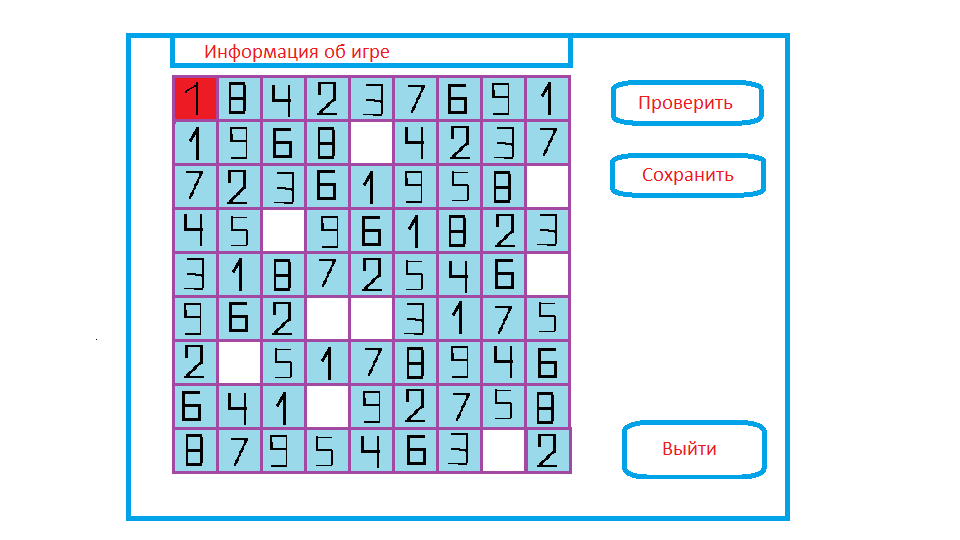 Информация об игре
1 8 4 2 3 7 6 9 1
Проверить
1 9 6 8 4 2 3 7
7 2 3 6 1 9 5 8
Сохранить
4 5 9 6 1 8 2 3
3 1 8 7 2 5 4 6
9 6 2 3 1 7 5
2 5 1 7 8 9 4 6
6 4 1 9 2 7 5 8
8 7 9 5 4 6 3 2
Выйти